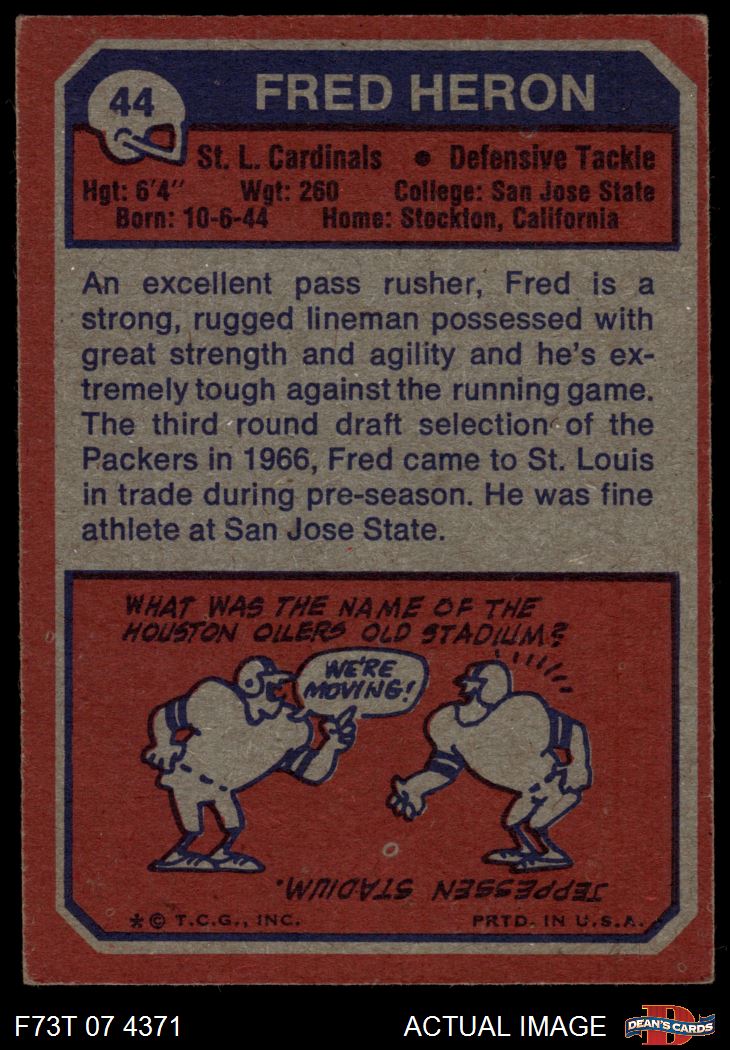 44
FRED HERON
St. L. Cardinals • Defensive Tackle
Hgt: 6'4" Wgt: 260 College: San Jose State
Born: 10-6-44 Home: Stockton, California
An excellent pass rusher, Fred is a
strong, rugged lineman possessed with
great strength and agility and he's ex-
tremely tough against the running game.
The third round draft selection of the
Packers in 1966, Fred came to St. Louis
in trade during pre-season. He was fine
athlete at San Jose State.
WHAT WAS THE NAME OF THE
HOUSTON OILERS OLD STADIUM?
WE'RE
MOVING!
JEPPESSEN STADIUM.
* © T.C.G., INC. PRTD. IN U.S.A.
F73T 07 4371 ACTUAL IMAGE
D
DEAN'S CARDS